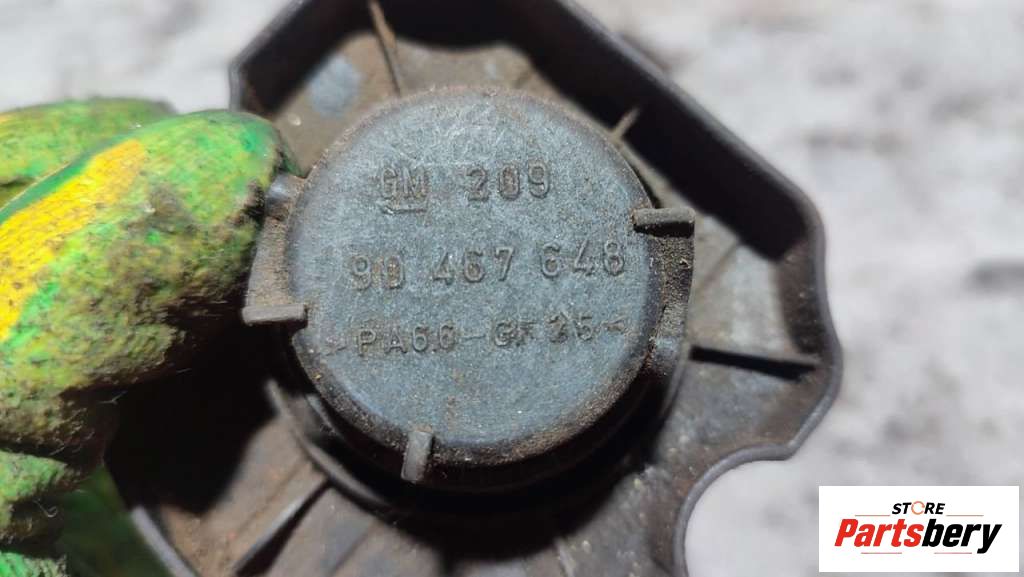 GM 209
90 467 648
>PA66-GF35<
STORE
Partsbery